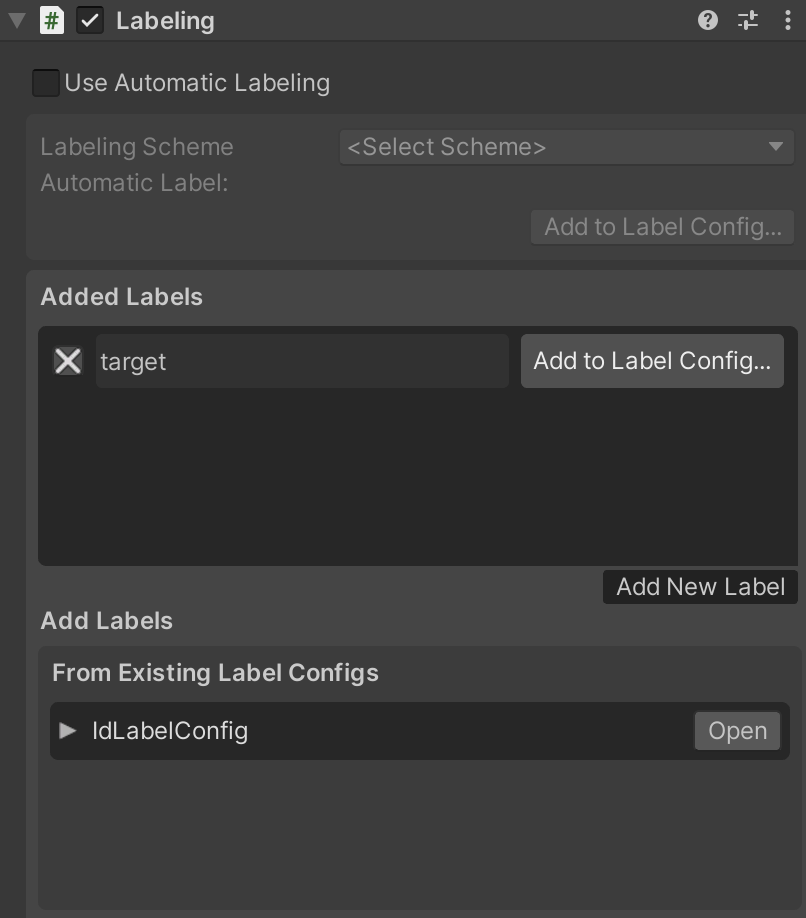 Labeling
Use Automatic Labeling
Labeling Scheme <Select Scheme>
Automatic Label:
Add to Label Config...
Added Labels
target Add to Label Config...
Add New Label
Add Labels
From Existing Label Configs
IdLabelConfig Open